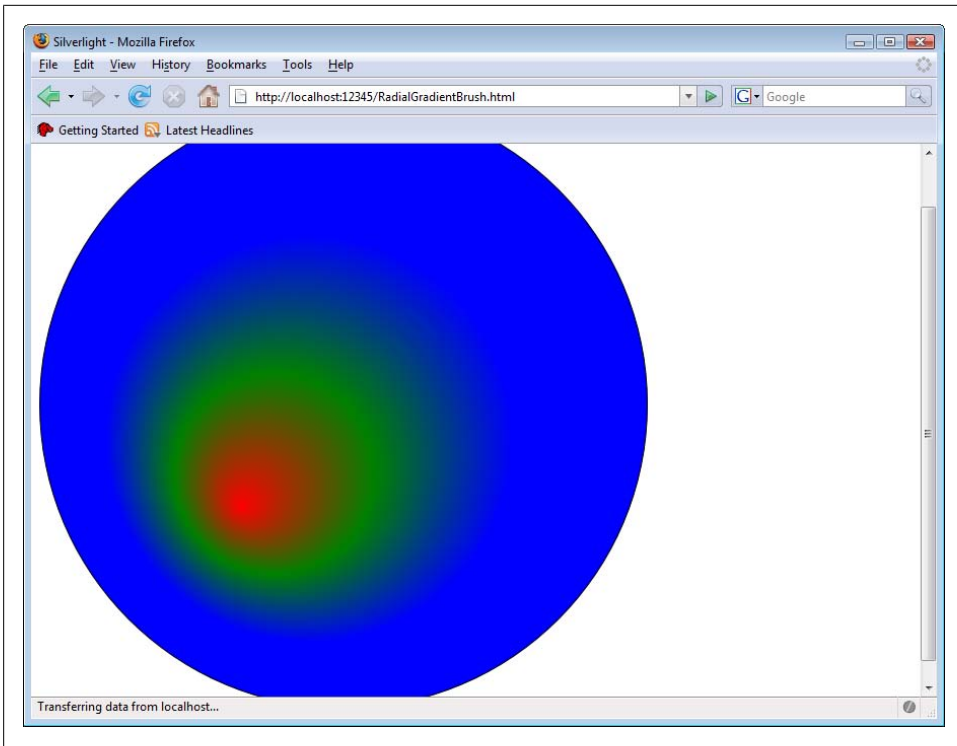 Silverlight - Mozilla Firefox
File Edit View History Bookmarks Tools Help
http://localhost:12345/RadialGradientBrush.html
G Google
Getting Started Latest Headlines
Transferring data from localhost...